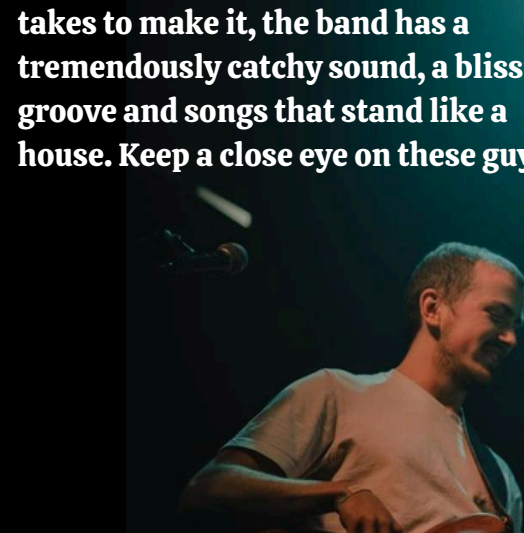 takes to make it, the band has a
tremendously catchy sound, a bliss
groove and songs that stand like a
house. Keep a close eye on these guy